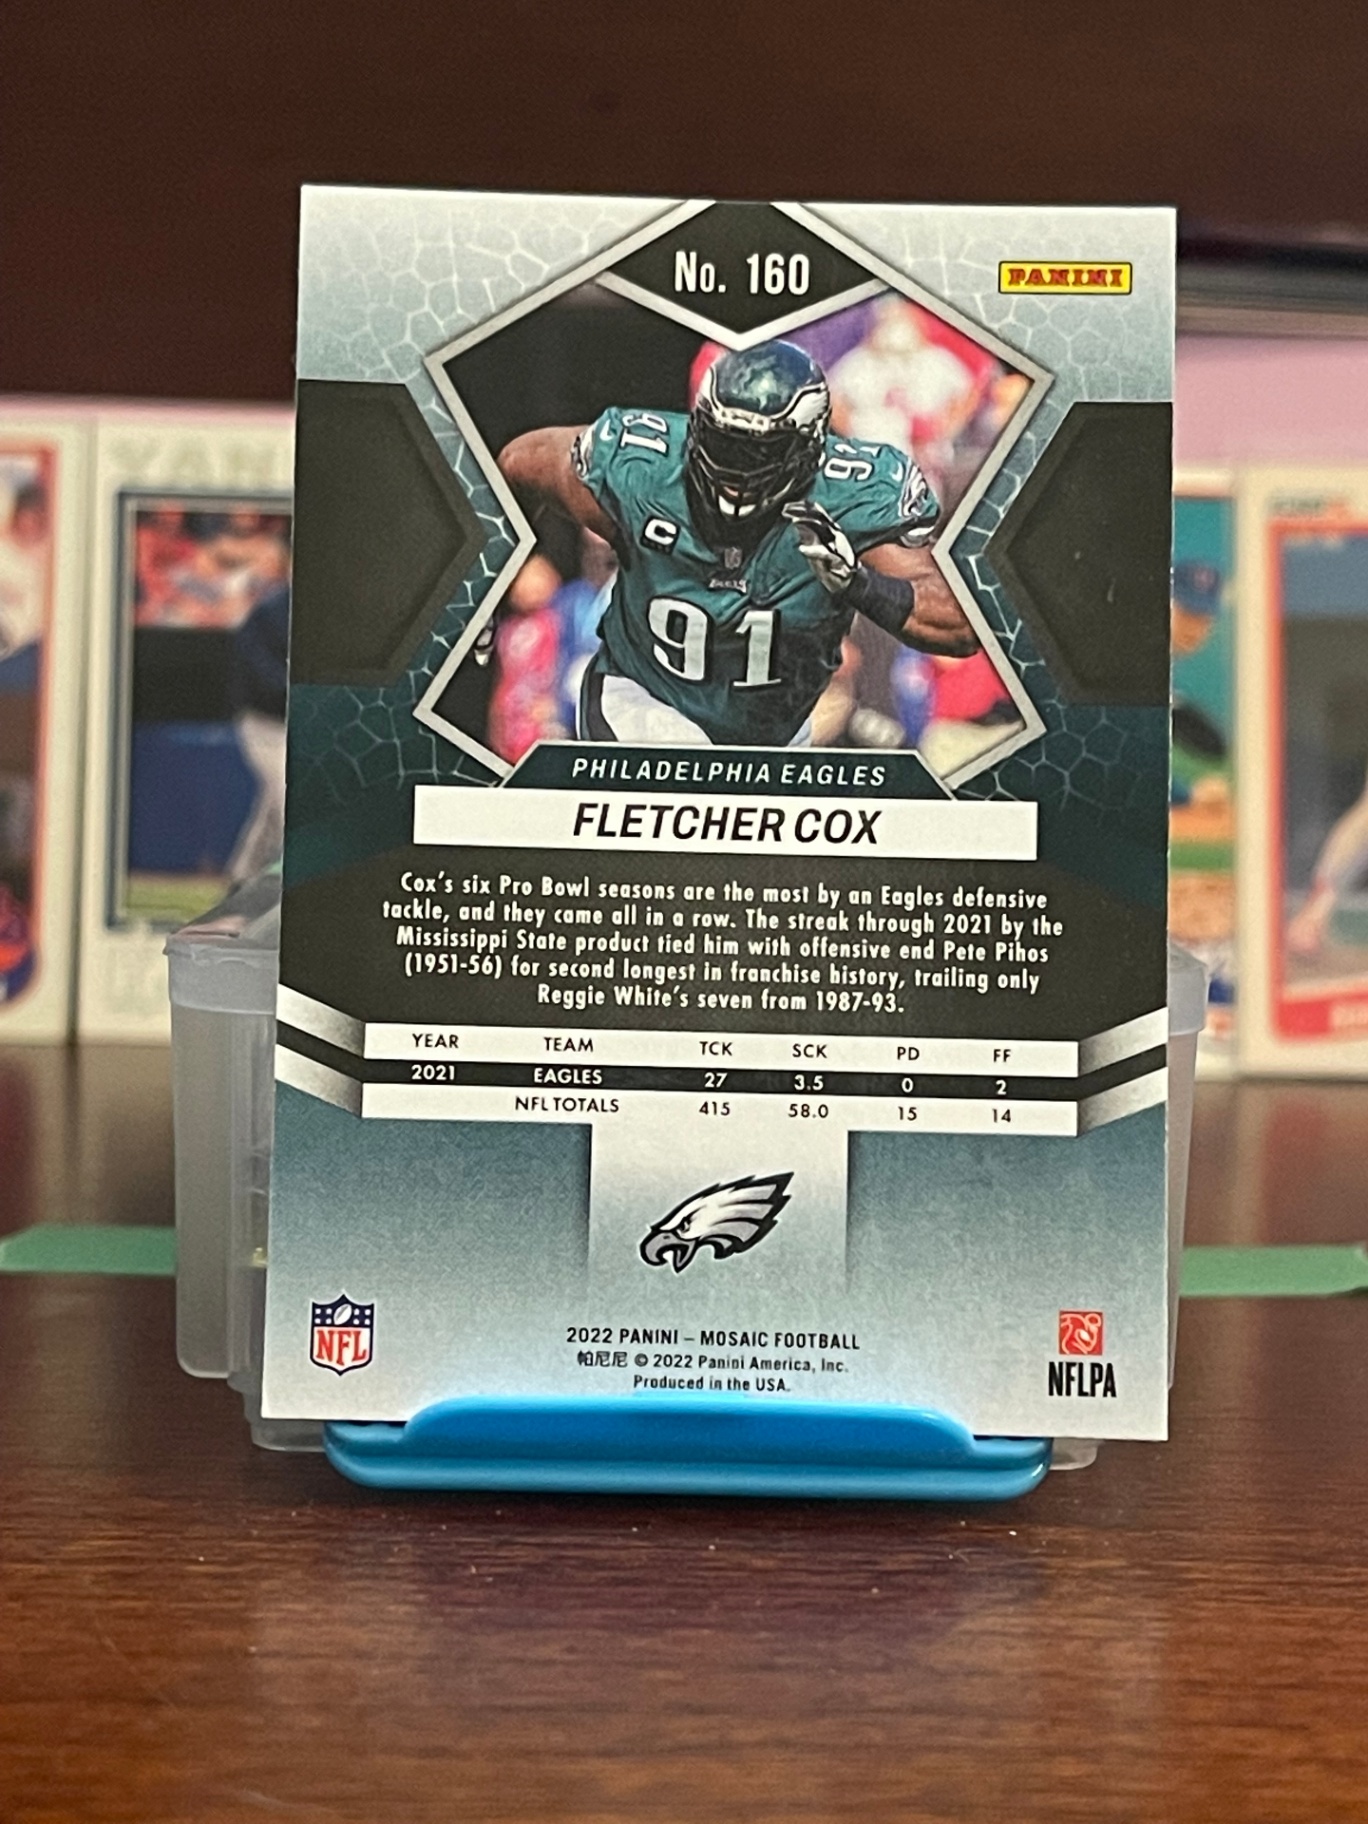 No. 160
PANINI
91
91
C
EAGLES
91
PHILADELPHIA EAGLES
FLETCHER COX
Cox's six Pro Bowl seasons are the most by an Eagles defensive
tackle, and they came all in a row. The streak through 2021 by the
Mississippi State product tied him with offensive end Pete Pihos
(1951-56) for second longest in franchise history, trailing only
Reggie White's seven from 1987-93.
YEAR TEAM TCK SCK PD FF
2021 EAGLES 27 3.5 0 2
NFL TOTALS 415 58.0 15 14
NFL
2022 PANINI – MOSAIC FOOTBALL
帕尼尼 © 2022 Panini America, Inc.
Produced in the USA.
NFLPA